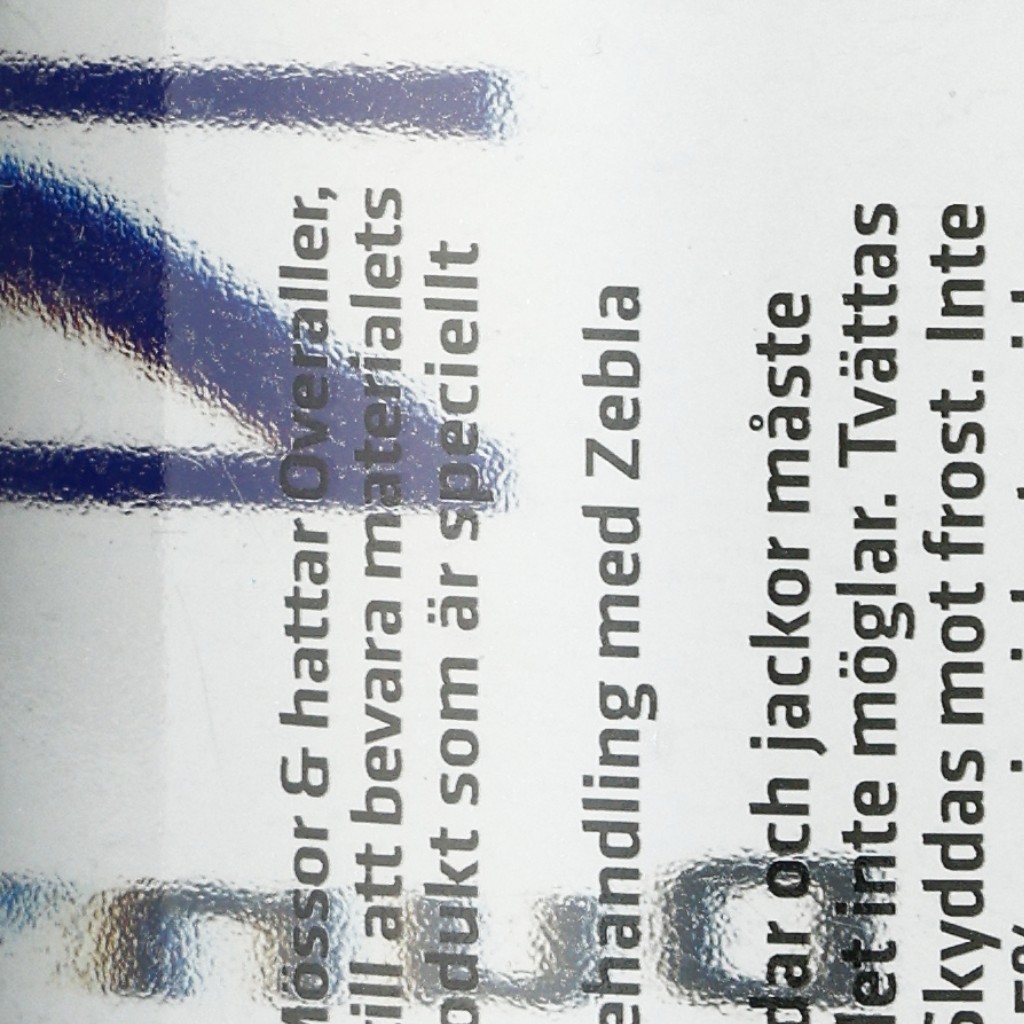 Mössor & hattar Overaller,
till att bevara materialets
odukt som är speciellt
ehandling med Zebla
dar och jackor måste
let inte möglar. Tvättas
Skyddas mot frost. Inte